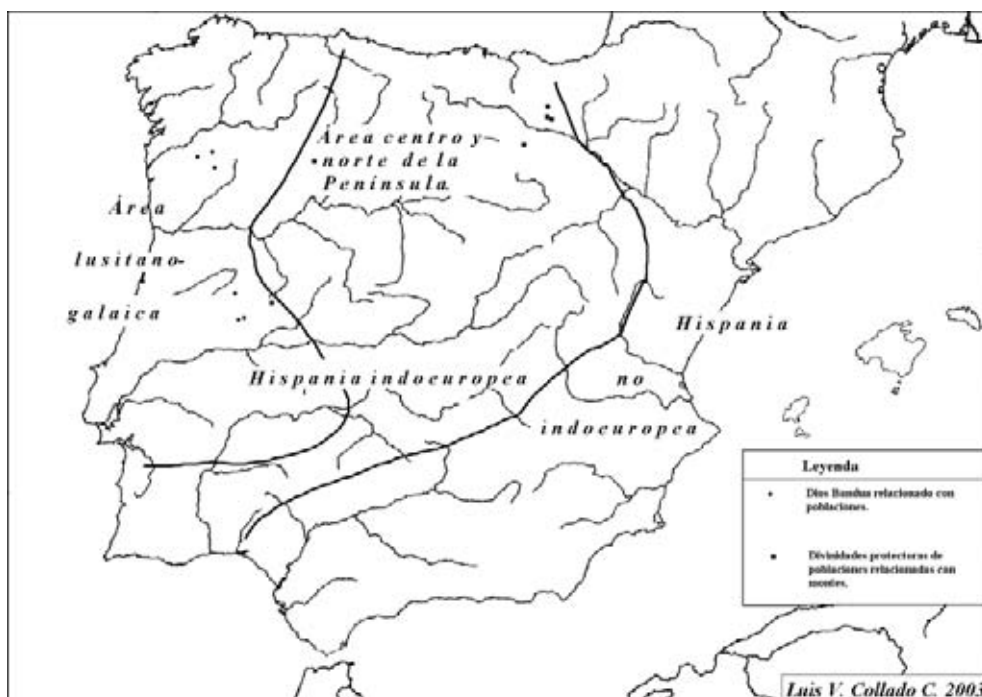 Área centro y
norte de la
Península.
Área
lusitano-
galaica
Hispania
Hispania indoeuropea
no
indoeuropea
Leyenda
Dios Bandua relacionado con
poblaciones.
Divinidades protectoras de
poblaciones relacionadas con
montes.
Luis V. Collado C. 2003